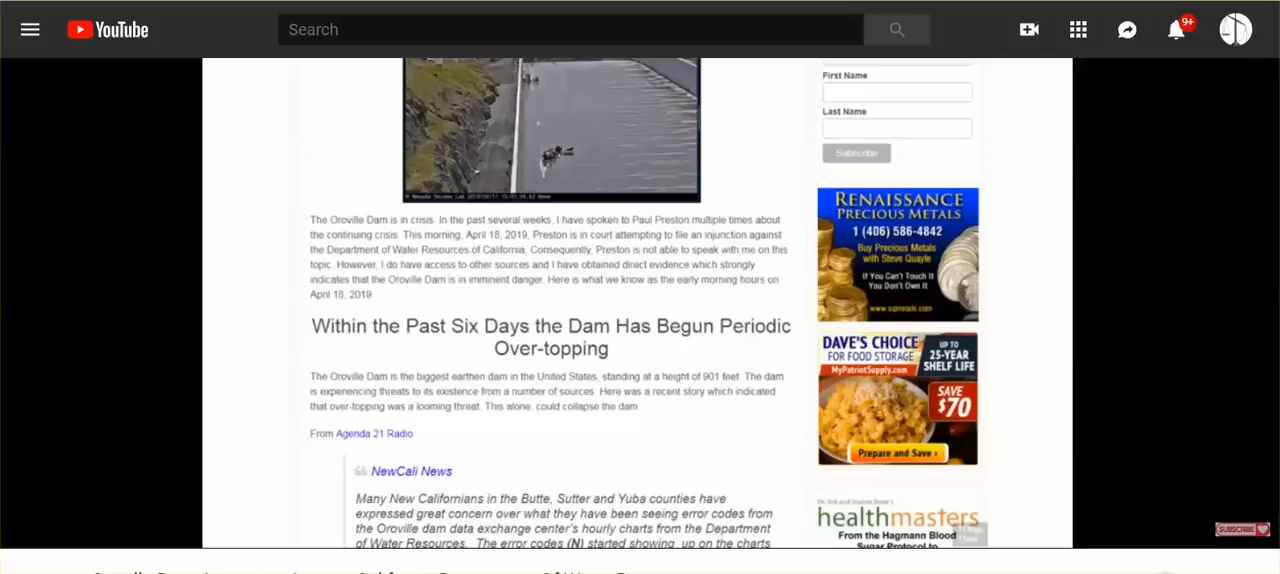 YouTube
Search
9+
First Name
Last Name
Subscribe
The Oroville Dam is in crisis. In the past several weeks, I have spoken to Paul Preston multiple times about
the continuing crisis. This morning, April 18, 2019, Preston is in court attempting to file an injunction against
the Department of Water Resources of California. Consequently, Preston is not able to speak with me on this
topic. However, I do have access to other sources and I have obtained direct evidence which strongly
indicates that the Oroville Dam is in imminent danger. Here is what we know as the early morning hours on
April 18, 2019
Within the Past Six Days the Dam Has Begun Periodic
Over-topping
The Oroville Dam is the biggest earthen dam in the United States, standing at a height of 901 feet. The dam
is experiencing threats to its existence from a number of sources. Here was a recent story which indicated
that over-topping was a looming threat. This alone, could collapse the dam
From Agenda 21 Radio
NewCali News
Many New Californians in the Butte, Sutter and Yuba counties have
expressed great concern over what they have been seeing error codes from
the Oroville dam data exchange center's hourly charts from the Department
of Water Resources. The error codes (N) started showing up on the charts
RENAISSANCE
PRECIOUS METALS
1 (406) 586-4842
Buy Precious Metals
with Steve Quayle
If You Can't Touch It
You Don't Own It
DAVE'S CHOICE
FOR FOOD STORAGE
MyPatriotSupply.com
UP TO
25-YEAR
SHELF LIFE
SAVE
$70
Prepare and Save ›
healthmasters
From the Hagmann Blood
Sugar Protocol to
SUBSCRIBE